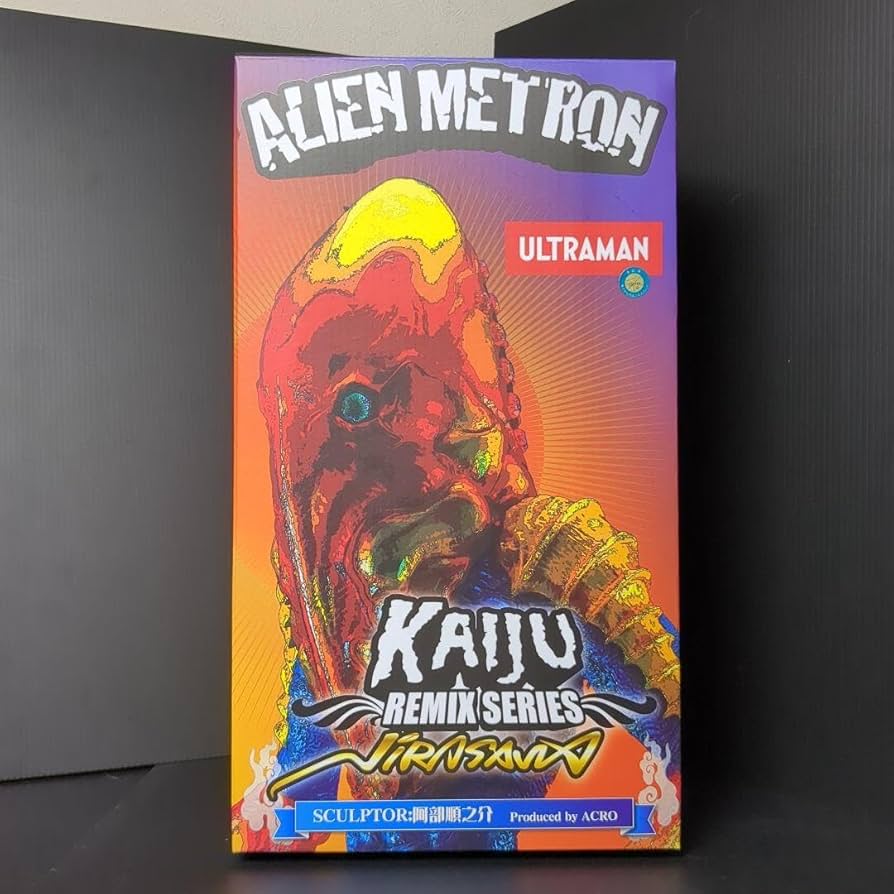 ALIEN METRON
ULTRAMAN
KAIJU
REMIX SERIES
JIRASAWA
SCULPTOR:阿部順之介 Produced by ACRO